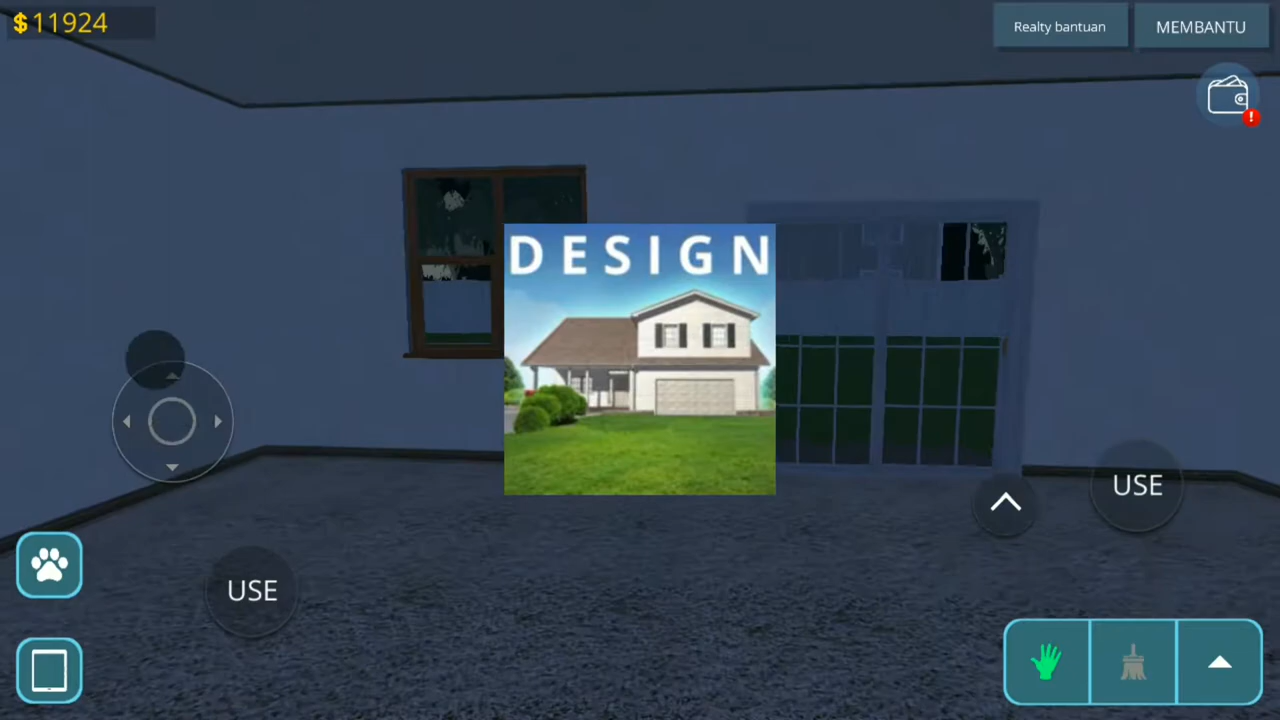 $11924
Realty bantuan
MEMBANTU
DESIGN
USE
USE